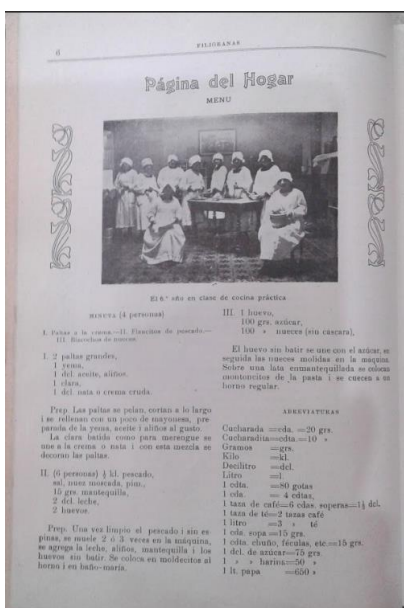 6
FILIGRANAS
Página del Hogar
MENU
El 6.° año en clase de cocina práctica
MINUTA (4 personas)
I. Paltas a la crema.—II. Flancitos de pescado.—
III. Bizcochos de nueces.
I. 2 paltas grandes,
1 yema,
1 del. aceite, aliños.
1 clara,
1 del. nata o crema cruda.
Prep. Las paltas se pelan, cortan a lo largo
i se rellenan con un poco de mayonesa, pre-
parada de la yema, aceite i aliños al gusto.
La clara batida como para merengue se
une a la crema o nata i con esta mezcla se
decoran las paltas.
II. (6 personas) ½ kl. pescado,
sal, nuez moscada, pim.,
15 grs. mantequilla,
2 del. leche,
2 huevos.
Prep. Una vez limpio el pescado i sin es-
pinas, se muele 2 ó 3 veces en la máquina,
se agrega la leche, aliños, mantequilla i los
huevos sin batir. Se coloca en moldecitos al
horno i en baño-maría.
III. 1 huevo,
100 grs. azúcar,
100 » nueces (sin cáscara),
El huevo sin batir se une con el azúcar, en
seguida las nueces molidas en la máquina.
Sobre una lata enmantequillada se colocan
montoncitos de la pasta i se cuecen a un
horno regular.
ABREVIATURAS
Cucharada =cda. =20 grs.
Cucharadita=cdta.=10 »
Gramos =grs.
Kilo =kl.
Decilitro =del.
Litro =l
1 cdta. =80 gotas
1 cda. = 4 cdtas,
1 taza de café=6 cdas. soperas=1½ del.
1 taza de té=2 tazas café
1 litro =3 » té
1 cda. sopa =15 grs.
1 cdta. chuño, féculas, etc.=15 grs.
1 del. de azúcar=75 grs.
1 » » harina=50 »
1 lt. papa =650 »